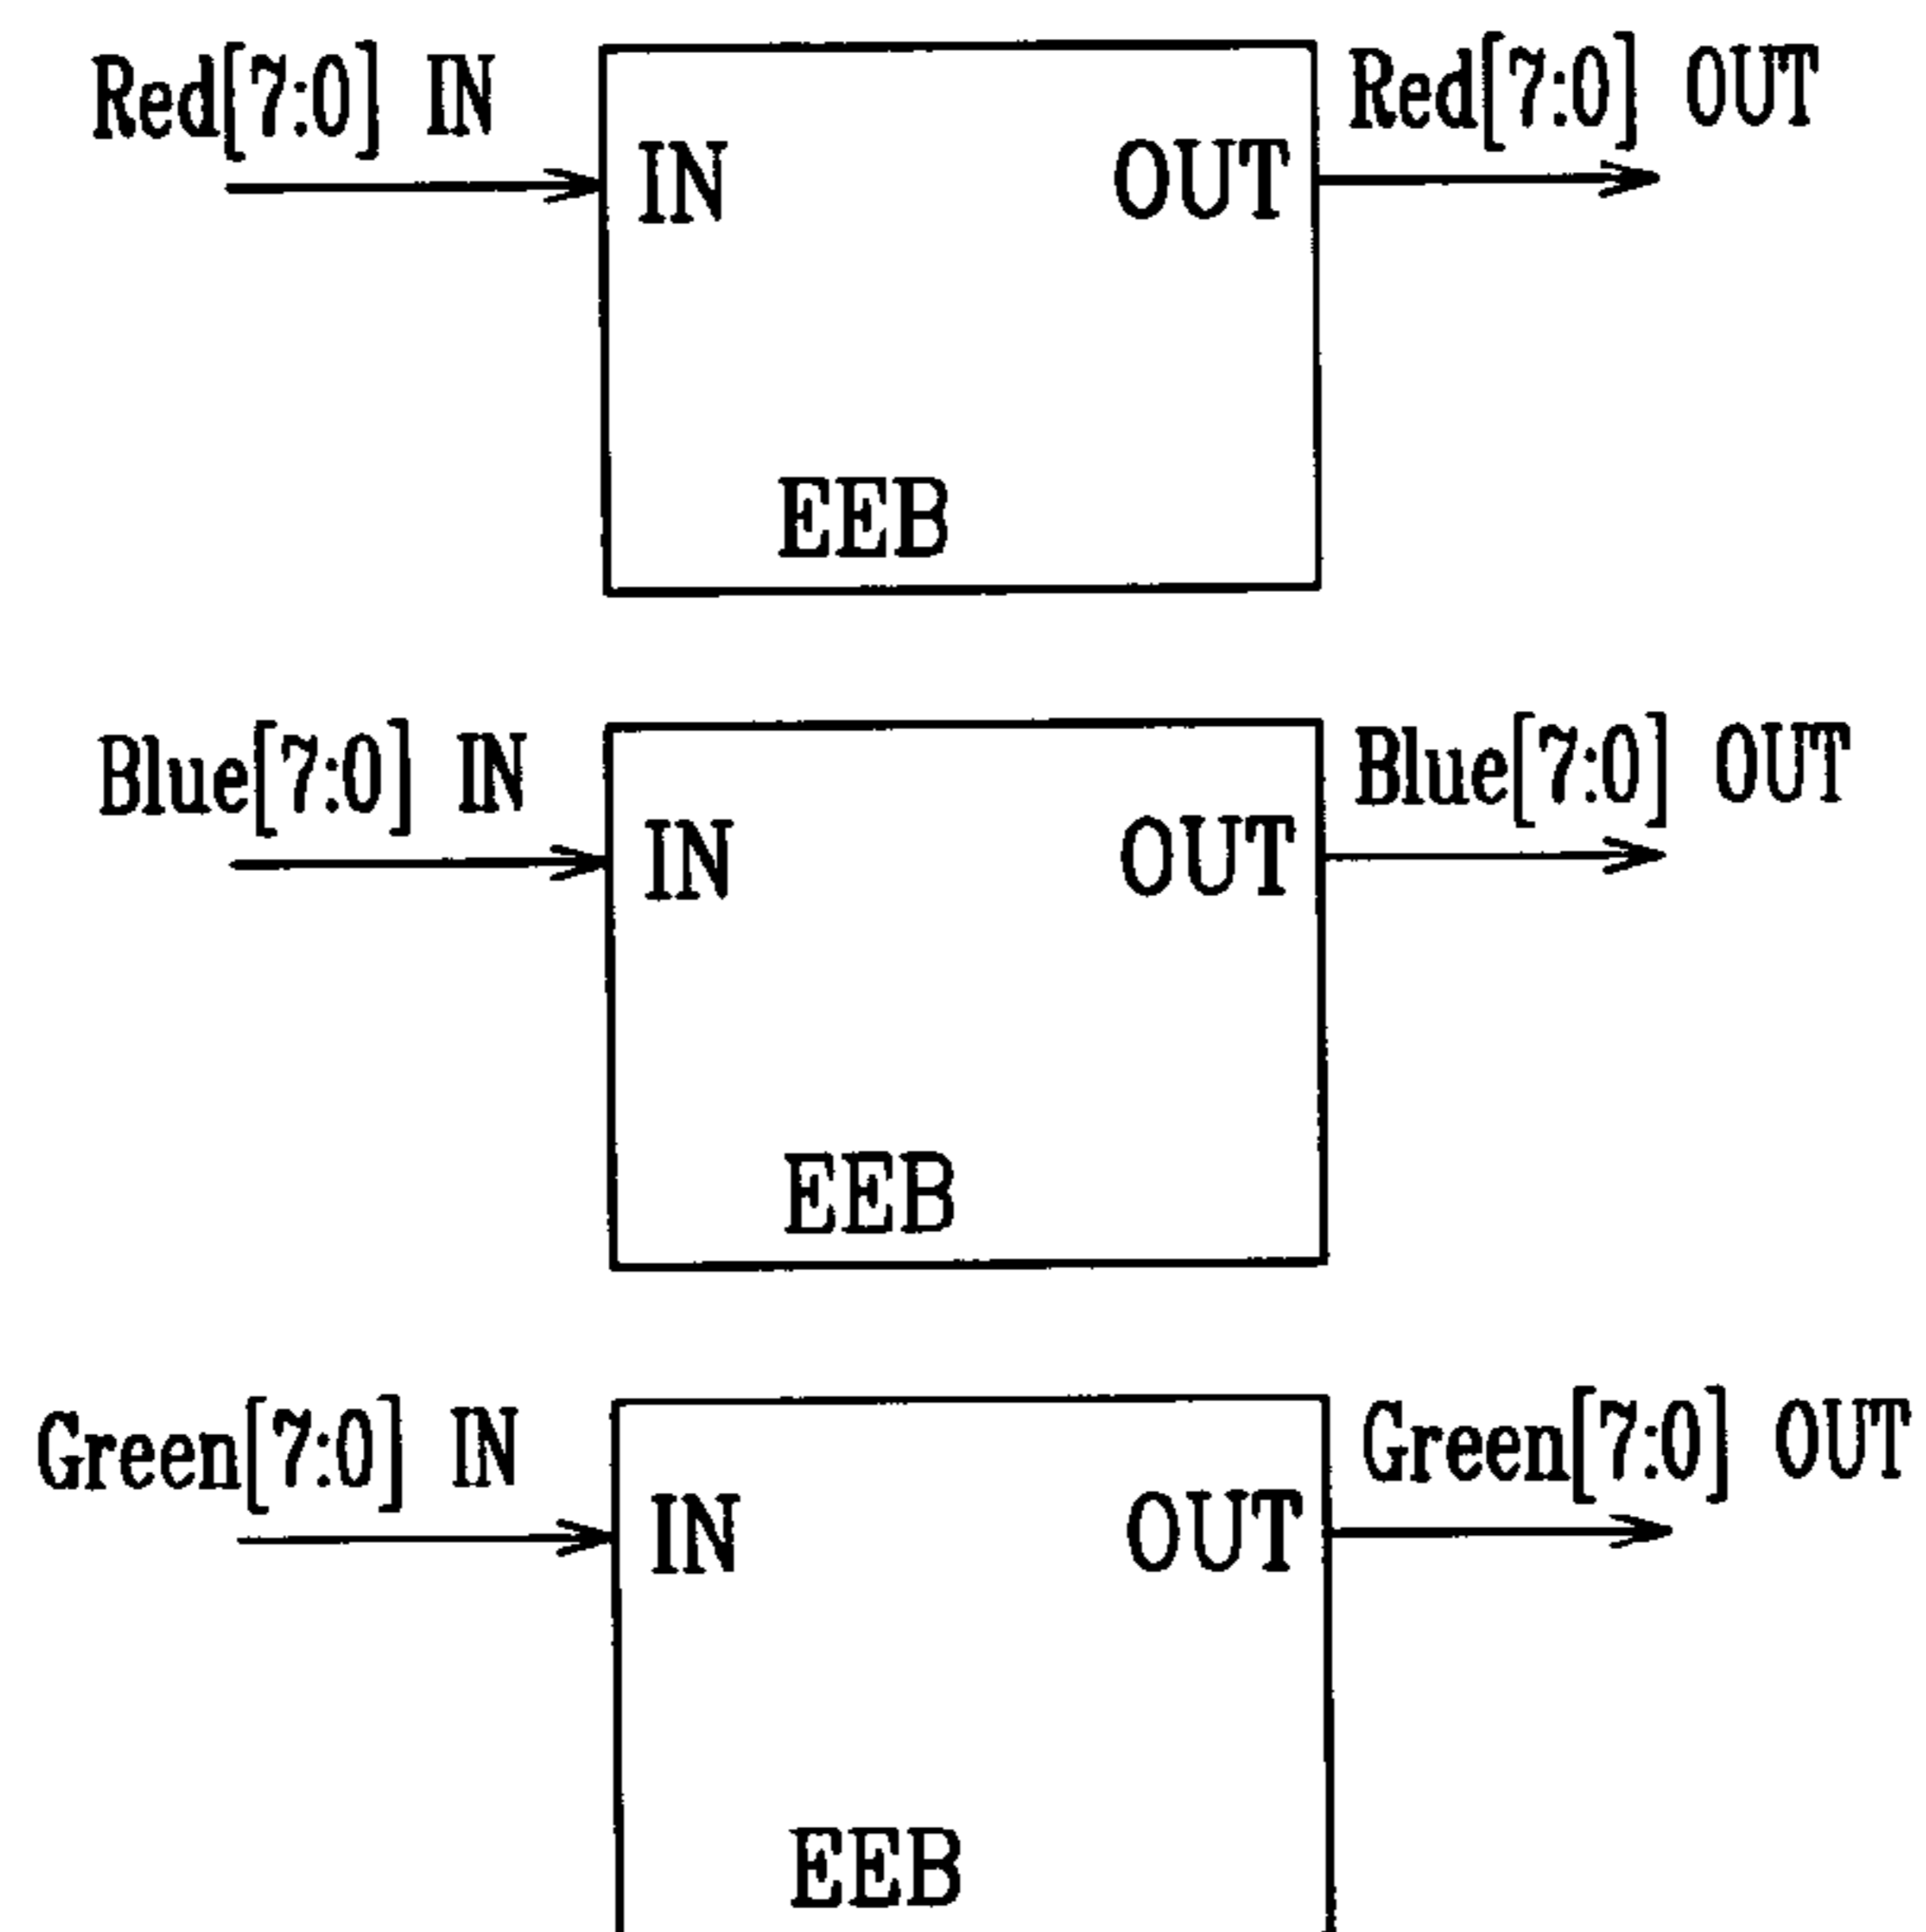 Red[7:0] IN
Red[7:0] OUT
IN
OUT
EEB
Blue[7:0] IN
Blue[7:0] OUT
IN
OUT
EEB
Green[7:0] IN
Green[7:0] OUT
IN
OUT
EEB